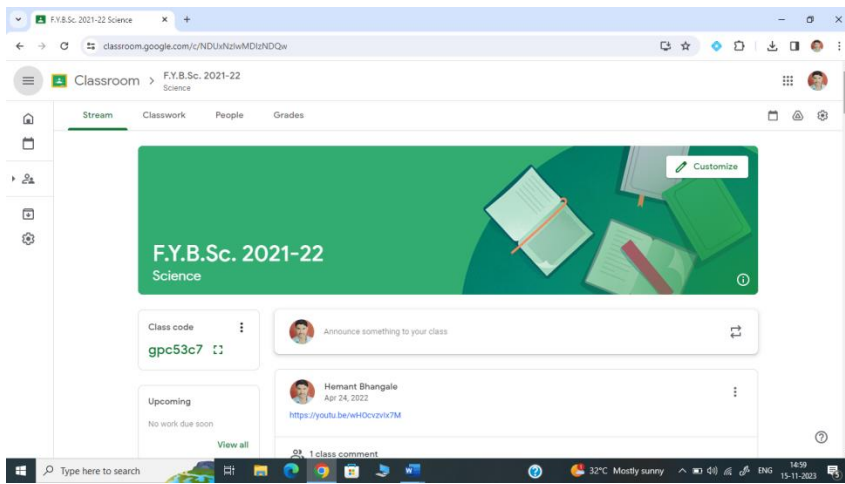 F.Y.B.Sc. 2021-22 Science
classroom.google.com/c/NDUxNzIwMDIzNDQw
Classroom > F.Y.B.Sc. 2021-22
Science
Stream Classwork People Grades
Customize
F.Y.B.Sc. 2021-22
Science
Class code
gpc53c7
Announce something to your class
Hemant Bhangale
Apr 24, 2022
https://youtu.be/wHOcvzvlx7M
Upcoming
No work due soon
View all
1 class comment
Type here to search
32°C Mostly sunny
ENG
14:59
15-11-2023